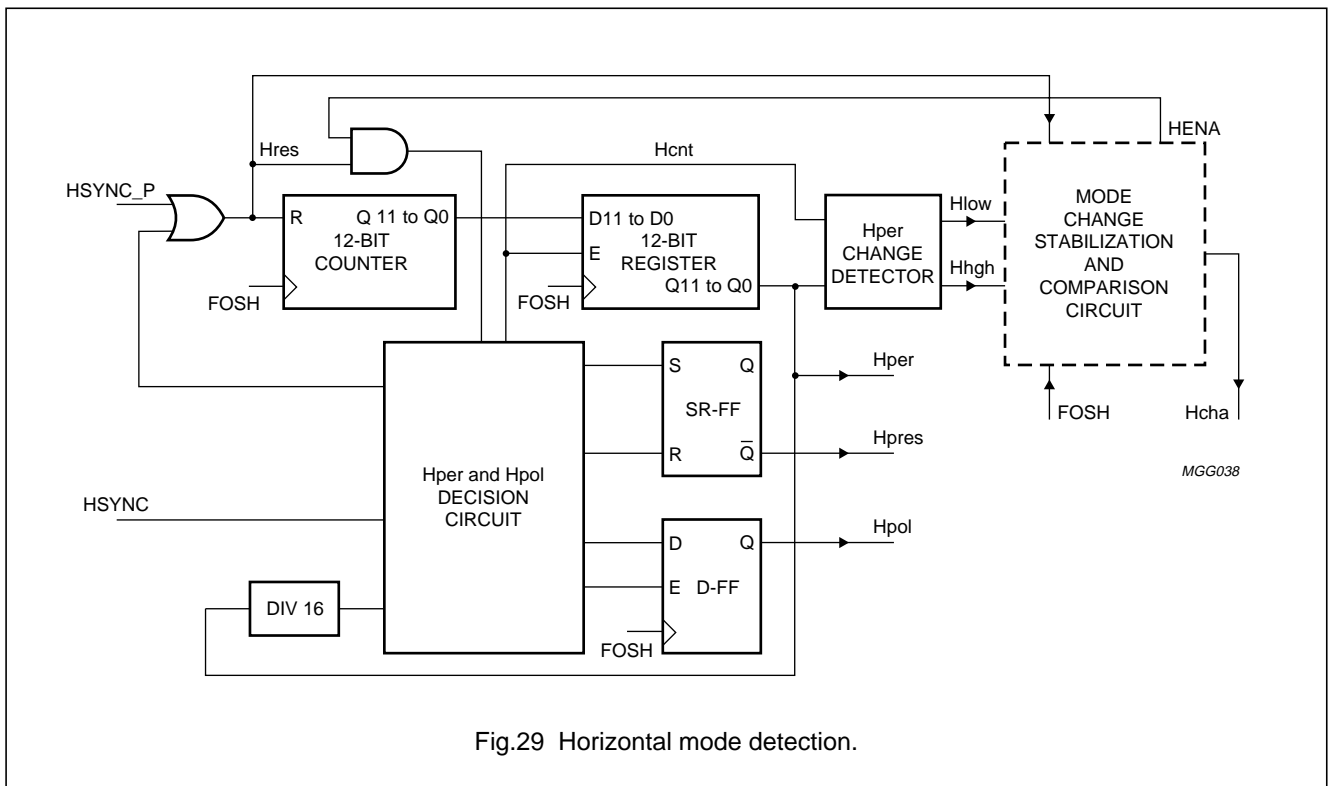 HENA
Hres
Hcnt
HSYNC_P
R
Q 11 to Q0
12-BIT
COUNTER
FOSH
D11 to D0
E
12-BIT
REGISTER
Q11 to Q0
FOSH
Hper
CHANGE
DETECTOR
Hlow
Hhgh
MODE
CHANGE
STABILIZATION
AND
COMPARISON
CIRCUIT
FOSH
Hcha
MGG038
HSYNC
Hper and Hpol
DECISION
CIRCUIT
S
Q
SR-FF
R
Q̅
Hper
Hpres
D
Q
E
D-FF
FOSH
Hpol
DIV 16
Fig.29 Horizontal mode detection.